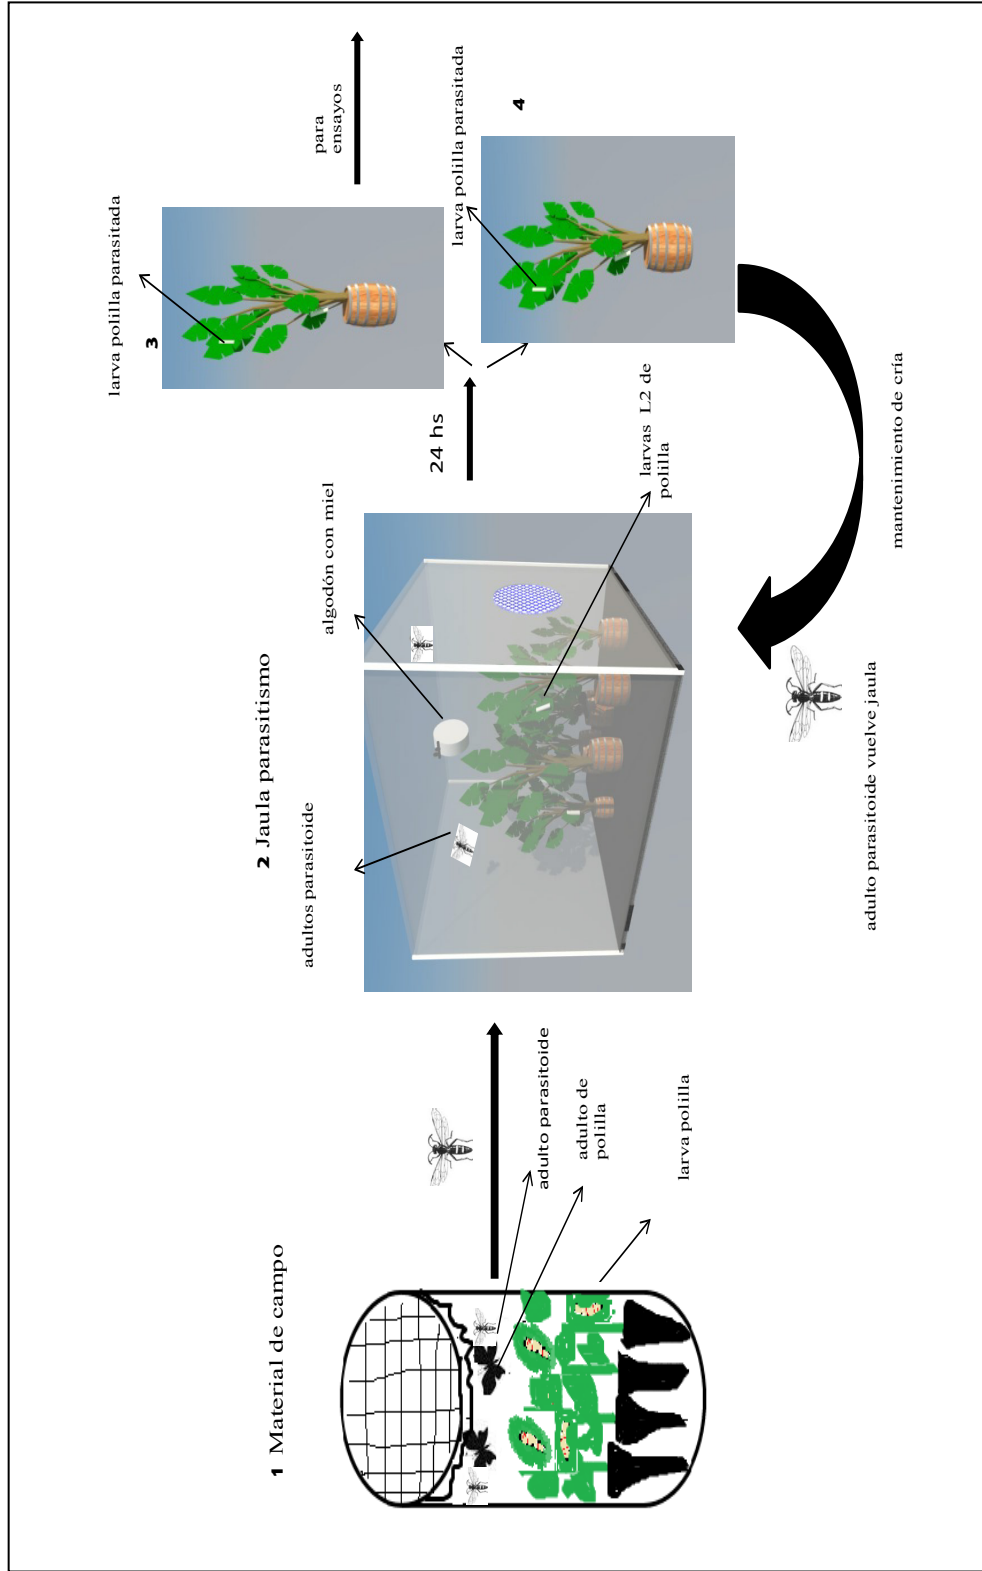 1 Material de campo
adulto parasitoide
adulto de
polilla
larva polilla
2 Jaula parasitismo
adultos parasitoide
algodón con miel
larvas L2 de
polilla
24 hs
3
larva polilla parasitada
para
ensayos
4
larva polilla parasitada
mantenimiento de cría
adulto parasitoide vuelve jaula